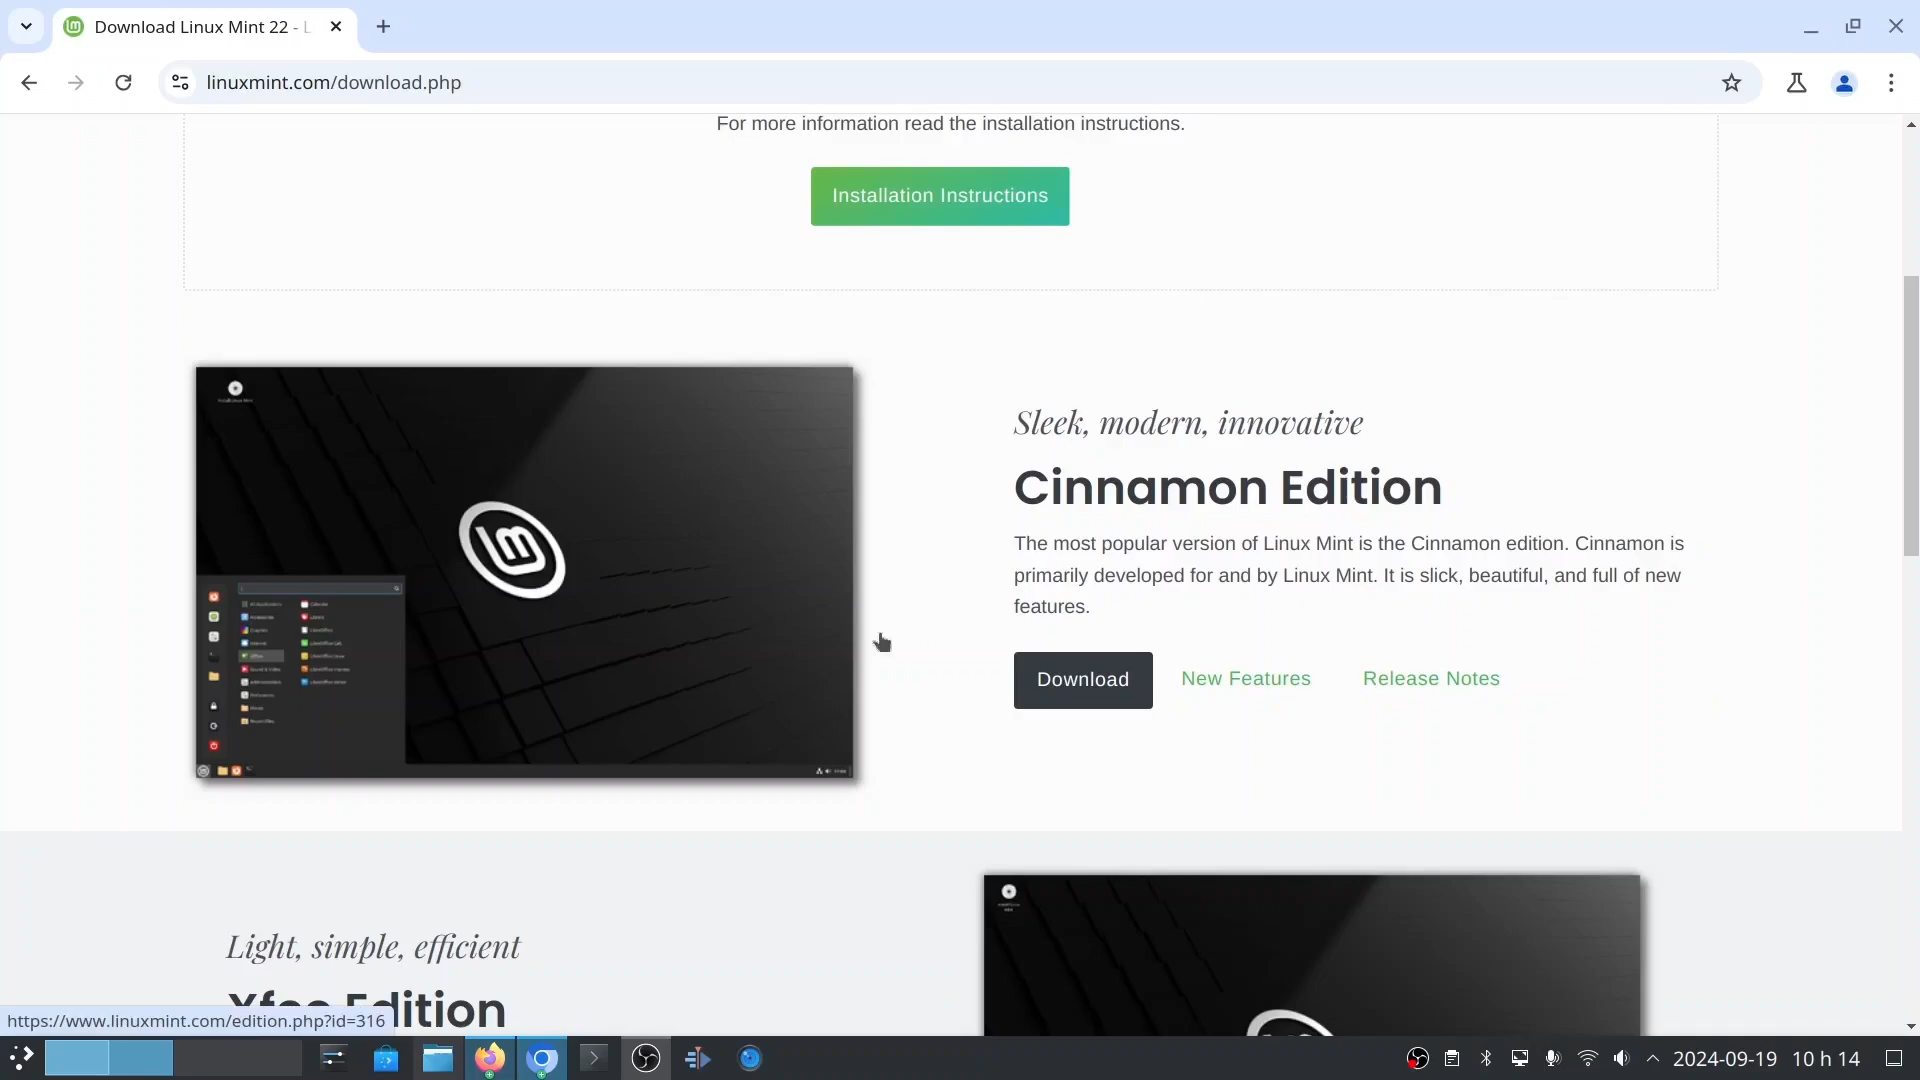 Download Linux Mint 22 - L
linuxmint.com/download.php
For more information read the installation instructions.
Installation Instructions
Sleek, modern, innovative
Cinnamon Edition
The most popular version of Linux Mint is the Cinnamon edition. Cinnamon is
primarily developed for and by Linux Mint. It is slick, beautiful, and full of new
features.
Download
New Features
Release Notes
Light, simple, efficient
Xfce Edition
https://www.linuxmint.com/edition.php?id=316
2024-09-19
10 h 14